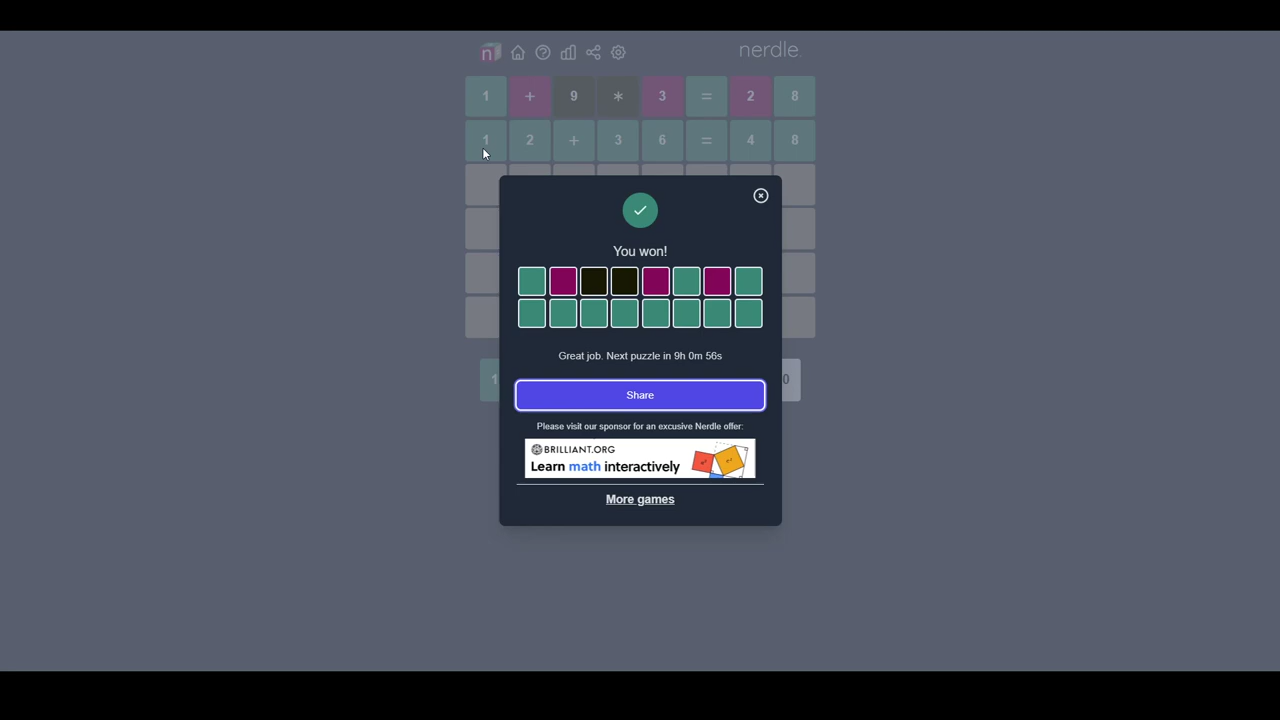 n nerdle.
1 + 9 * 3 = 2 8
1 2 + 3 6 = 4 8
You won!
Great job. Next puzzle in 9h 0m 56s
1 0
Share
Please visit our sponsor for an excusive Nerdle offer:
BRILLIANT.ORG
Learn math interactively
More games